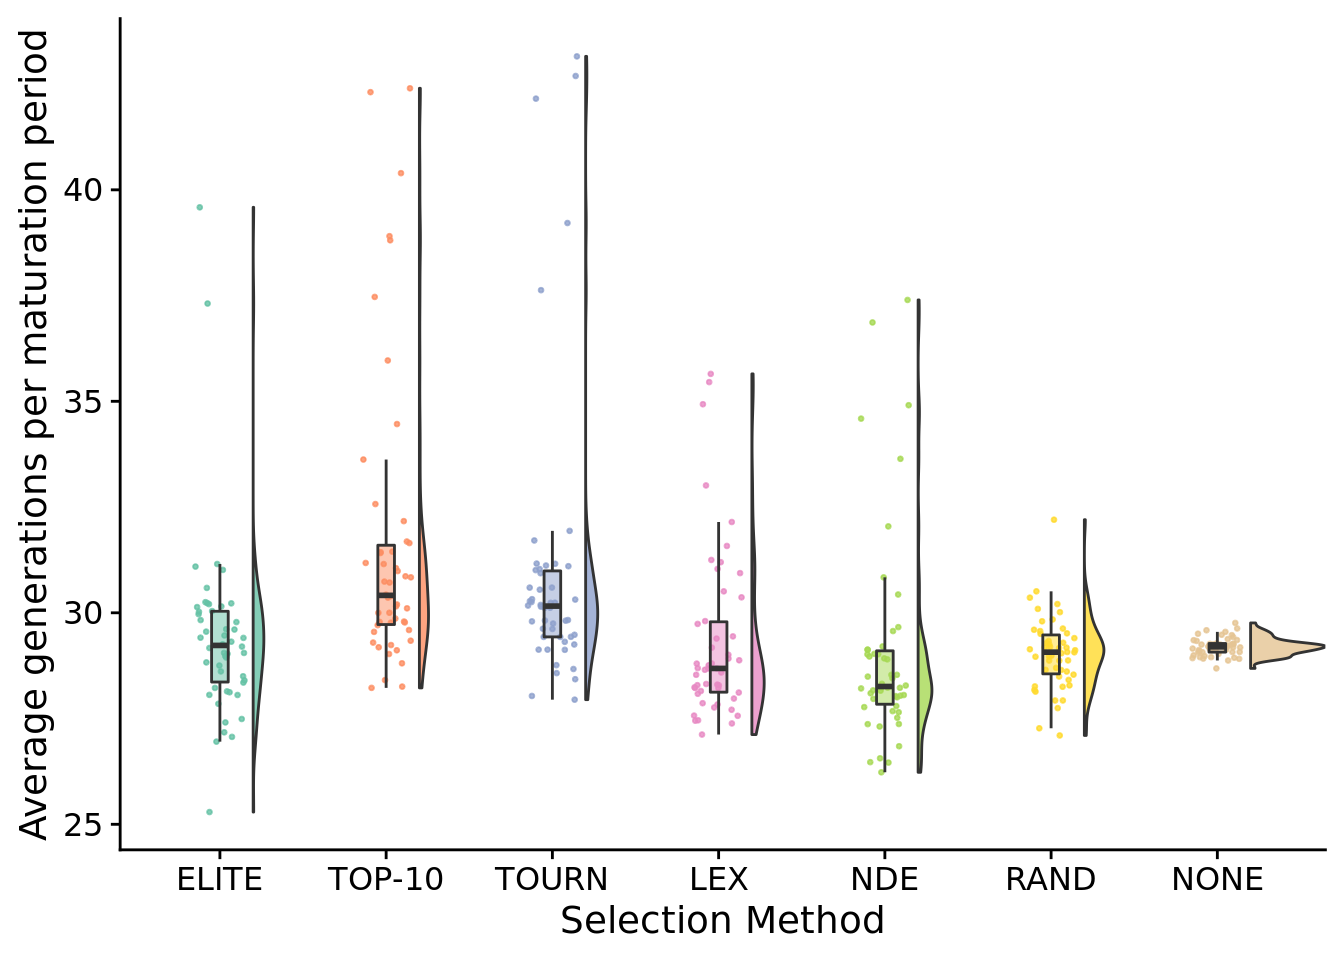 Average generations per maturation period
40
35
30
25
ELITE TOP-10 TOURN LEX NDE RAND NONE
Selection Method